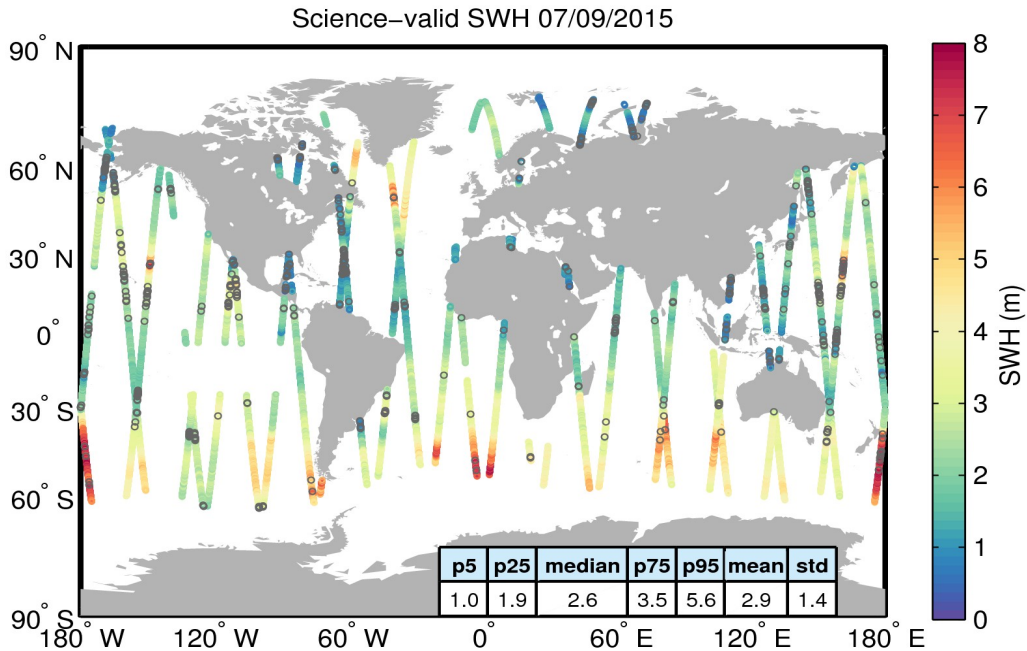 Science−valid SWH 07/09/2015
90° N
60° N
30° N
0°
30° S
60° S
90° S
180° W
120° W
60° W
0°
60° E
120° E
180° E
p5 p25 median p75 p95 mean std
1.0 1.9 2.6 3.5 5.6 2.9 1.4
8
7
6
5
4
3
2
1
0
SWH (m)